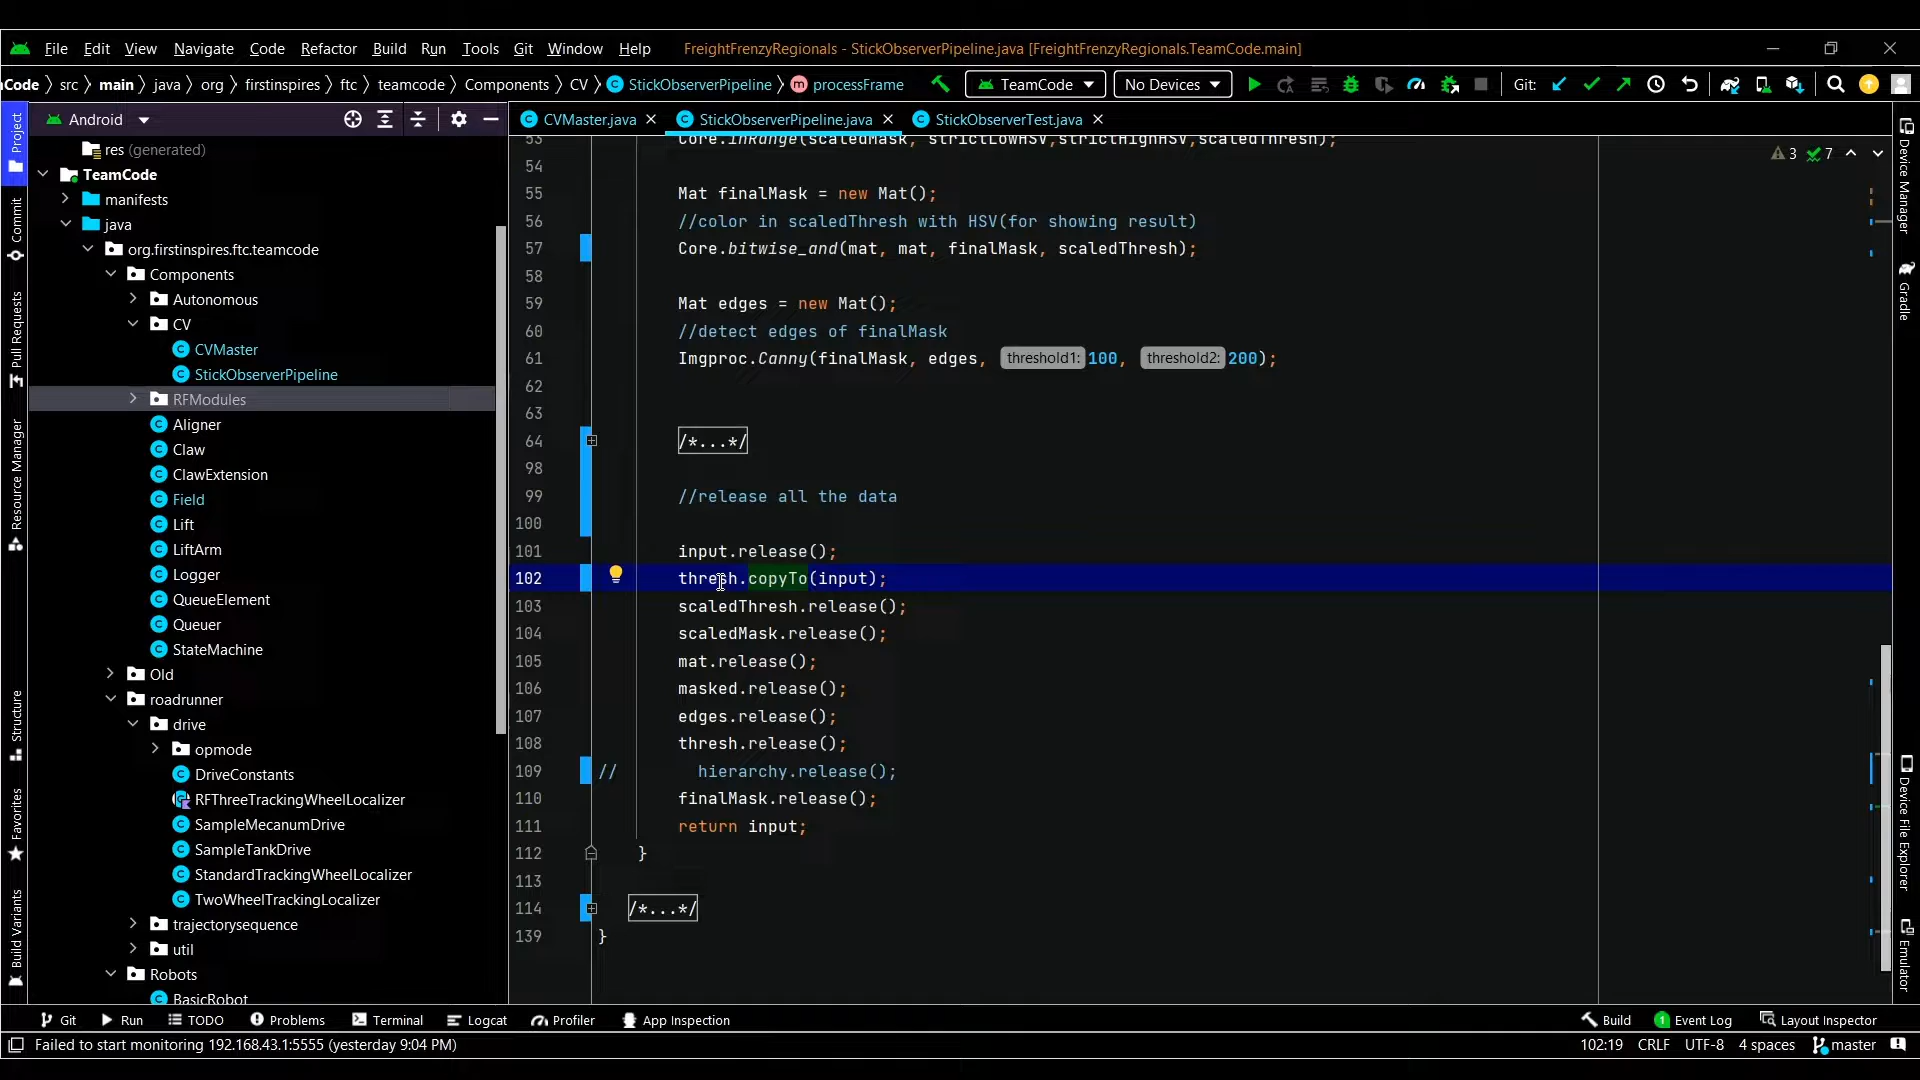 File Edit View Navigate Code Refactor Build Run Tools Git Window Help FreightFrenzyRegionals - StickObserverPipeline.java [FreightFrenzyRegionals.TeamCode.main]
nCode src main java org firstinspires ftc teamcode Components CV StickObserverPipeline processFrame TeamCode No Devices Git:
Android
CVMaster.java StickObserverPipeline.java StickObserverTest.java
Project
Commit
Pull Requests
Resource Manager
Structure
Favorites
Build Variants
res (generated)
TeamCode
manifests
java
org.firstinspires.ftc.teamcode
Components
Autonomous
CV
CVMaster
StickObserverPipeline
RFModules
Aligner
Claw
ClawExtension
Field
Lift
LiftArm
Logger
QueueElement
Queuer
StateMachine
Old
roadrunner
drive
opmode
DriveConstants
RFThreeTrackingWheelLocalizer
SampleMecanumDrive
SampleTankDrive
StandardTrackingWheelLocalizer
TwoWheelTrackingLocalizer
trajectorysequence
util
Robots
BasicRobot
3 7
53 Core.inRange(scaledMask, strictLowHSV,strictHighHSV,scaledThresh);
54
55 Mat finalMask = new Mat();
56 //color in scaledThresh with HSV(for showing result)
57 Core.bitwise_and(mat, mat, finalMask, scaledThresh);
58
59 Mat edges = new Mat();
60 //detect edges of finalMask
61 Imgproc.Canny(finalMask, edges, threshold1: 100, threshold2: 200);
62
63
64 /*...*/
98
99 //release all the data
100
101 input.release();
102 thresh.copyTo(input);
103 scaledThresh.release();
104 scaledMask.release();
105 mat.release();
106 masked.release();
107 edges.release();
108 thresh.release();
109 // hierarchy.release();
110 finalMask.release();
111 return input;
112 }
113
114 /*...*/
139 }
Device Manager
Gradle
Device File Explorer
Emulator
Git Run TODO Problems Terminal Logcat Profiler App Inspection Build 1 Event Log Layout Inspector
Failed to start monitoring 192.168.43.1:5555 (yesterday 9:04 PM) 102:19 CRLF UTF-8 4 spaces master